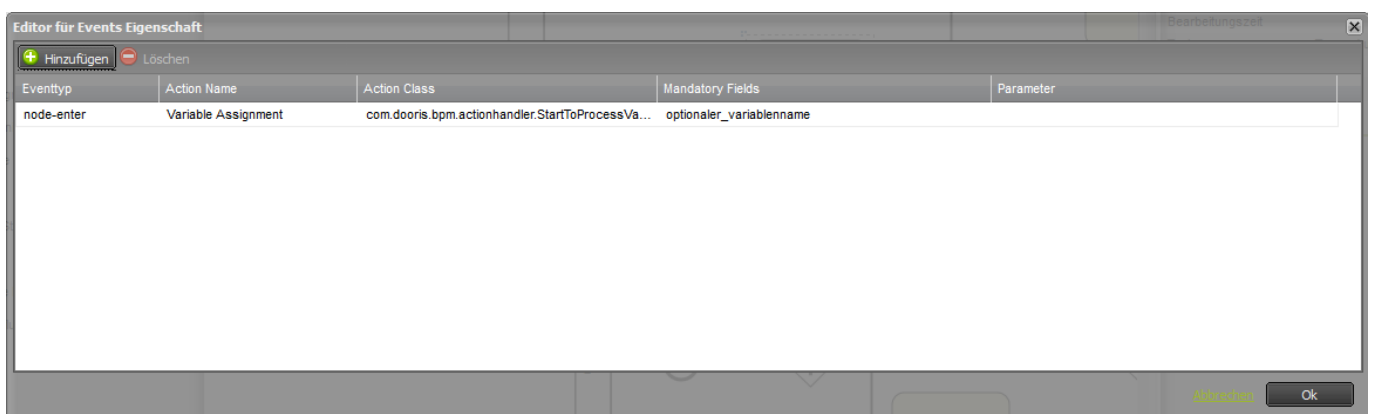 Editor für Events Eigenschaft
Bearbeitungszeit
Hinzufügen Löschen
Eventtyp Action Name Action Class Mandatory Fields Parameter
node-enter Variable Assignment com.dooris.bpm.actionhandler.StartToProcessVa... optionaler_variablenname
Abbrechen Ok